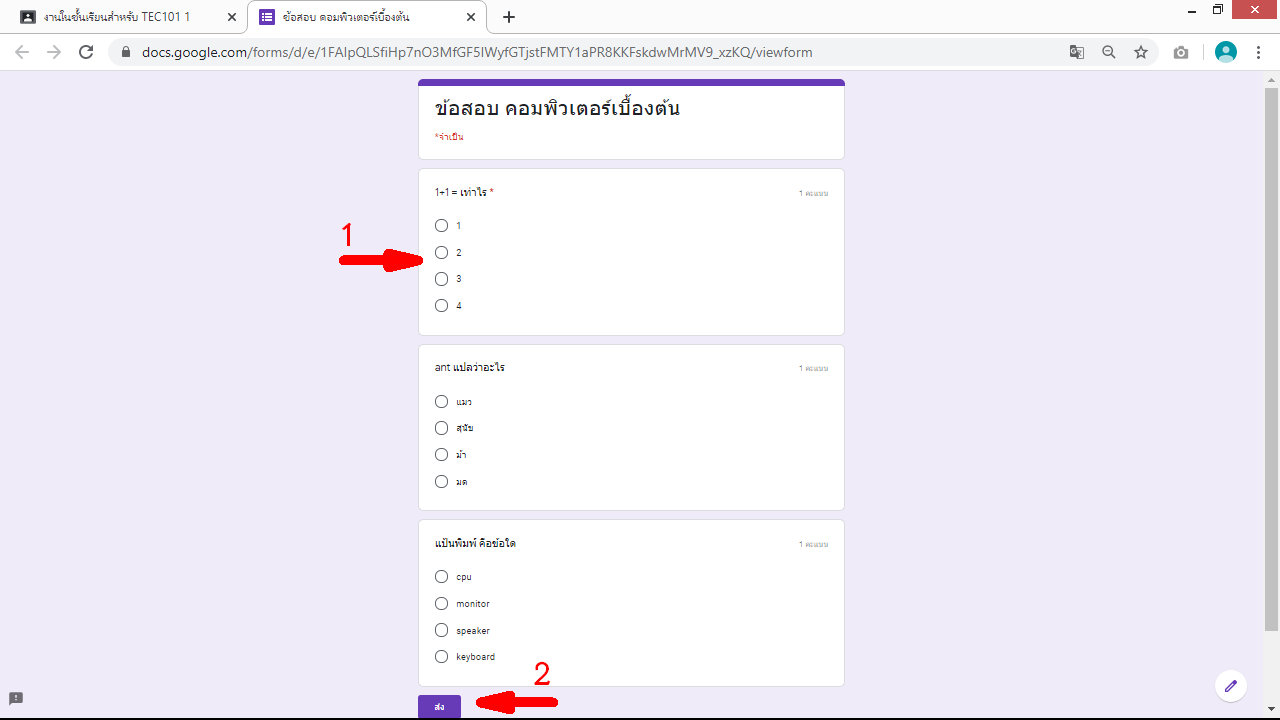 งานในชั้นเรียนสำหรับ TEC101 1
ข้อสอบ คอมพิวเตอร์เบื้องต้น
docs.google.com/forms/d/e/1FAIpQLSfiHp7nO3MfGF5IWyfGTjstFMTY1aPR8KKFskdwMrMV9_xzKQ/viewform
ข้อสอบ คอมพิวเตอร์เบื้องต้น
*จำเป็น
1+1 = เท่าไร *
1 คะแนน
1
1
2
3
4
ant แปลว่าอะไร
1 คะแนน
แมว
สุนัข
ม้า
มด
แป้นพิมพ์ คือข้อใด
1 คะแนน
cpu
monitor
speaker
keyboard
2
ส่ง